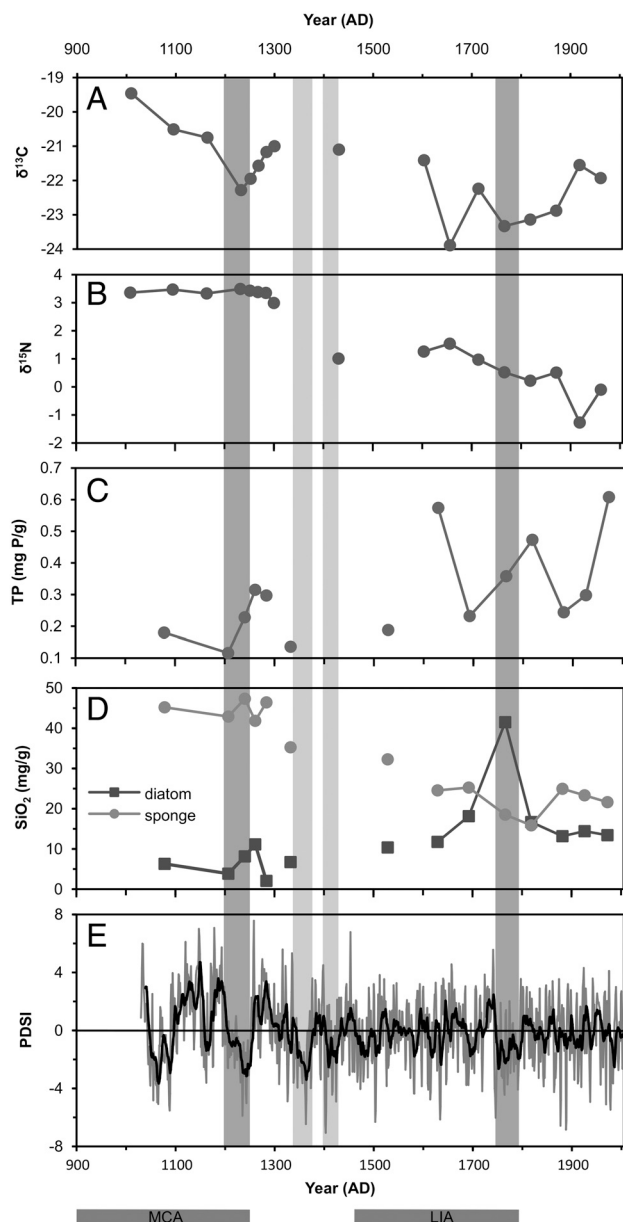 Year (AD)
900 1100 1300 1500 1700 1900
A
δ¹³C
-19
-20
-21
-22
-23
-24
B
δ¹⁵N
4
3
2
1
0
-1
-2
C
TP (mg P/g)
0.7
0.6
0.5
0.4
0.3
0.2
0.1
D
SiO₂ (mg/g)
50
40
30
20
10
0
diatom
sponge
E
PDSI
8
4
0
-4
-8
900 1100 1300 1500 1700 1900
Year (AD)
MCA LIA